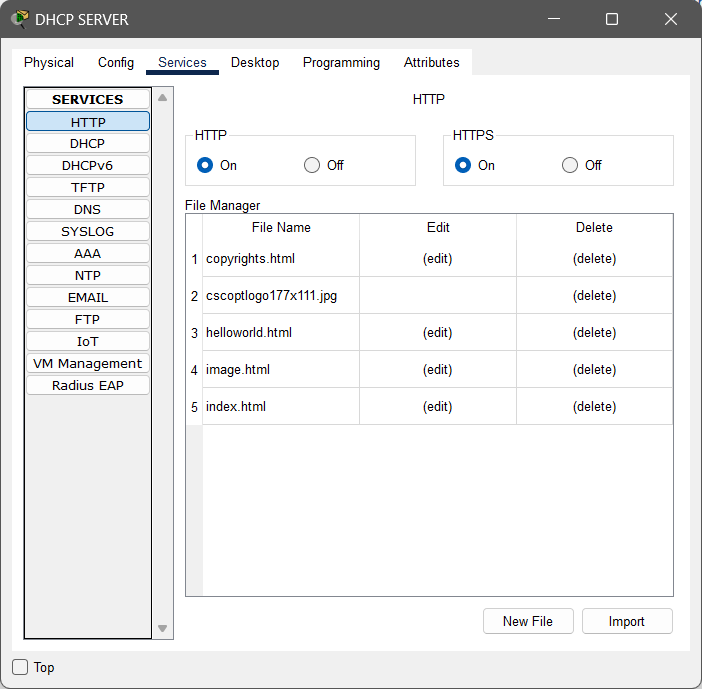 DHCP SERVER
Physical Config Services Desktop Programming Attributes
SERVICES
HTTP
DHCP
DHCPv6
TFTP
DNS
SYSLOG
AAA
NTP
EMAIL
FTP
IoT
VM Management
Radius EAP
HTTP
HTTP
On Off
HTTPS
On Off
File Manager
File Name Edit Delete
1 copyrights.html (edit) (delete)
2 cscoptlogo177x111.jpg (delete)
3 helloworld.html (edit) (delete)
4 image.html (edit) (delete)
5 index.html (edit) (delete)
New File Import
Top